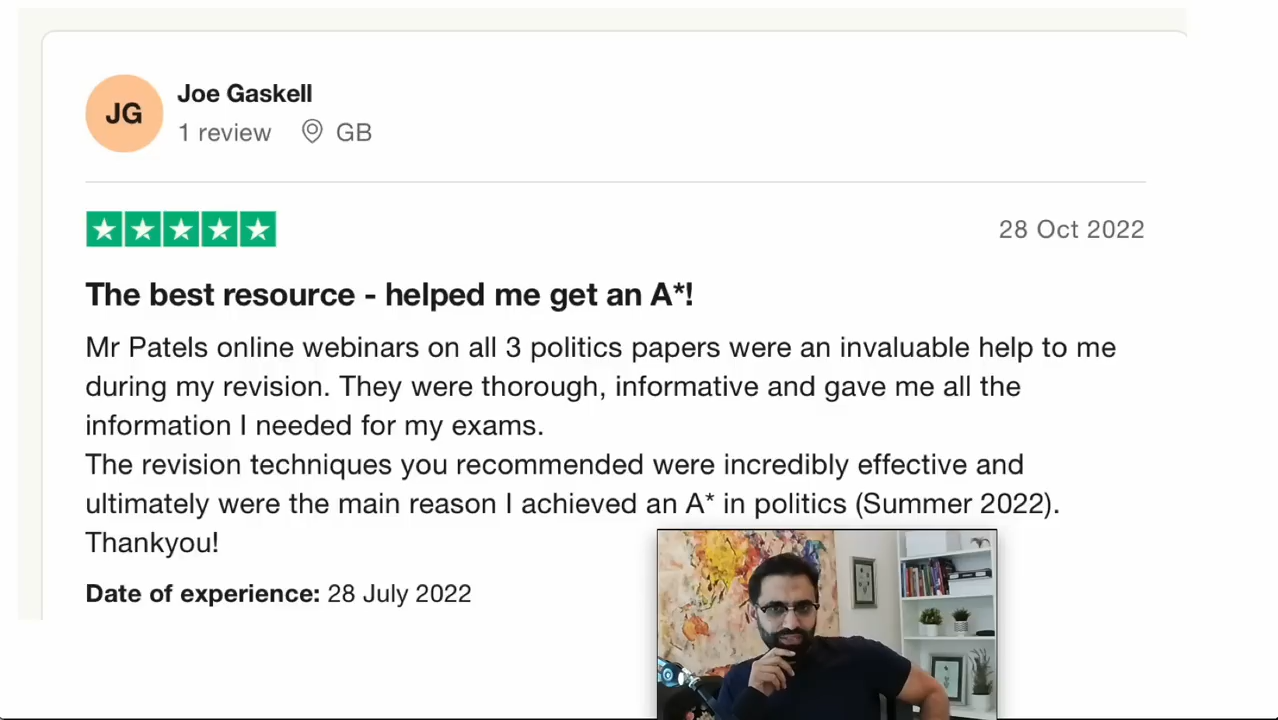 JG
Joe Gaskell
1 review GB
28 Oct 2022
The best resource - helped me get an A*!
Mr Patels online webinars on all 3 politics papers were an invaluable help to me
during my revision. They were thorough, informative and gave me all the
information I needed for my exams.
The revision techniques you recommended were incredibly effective and
ultimately were the main reason I achieved an A* in politics (Summer 2022).
Thankyou!
Date of experience: 28 July 2022